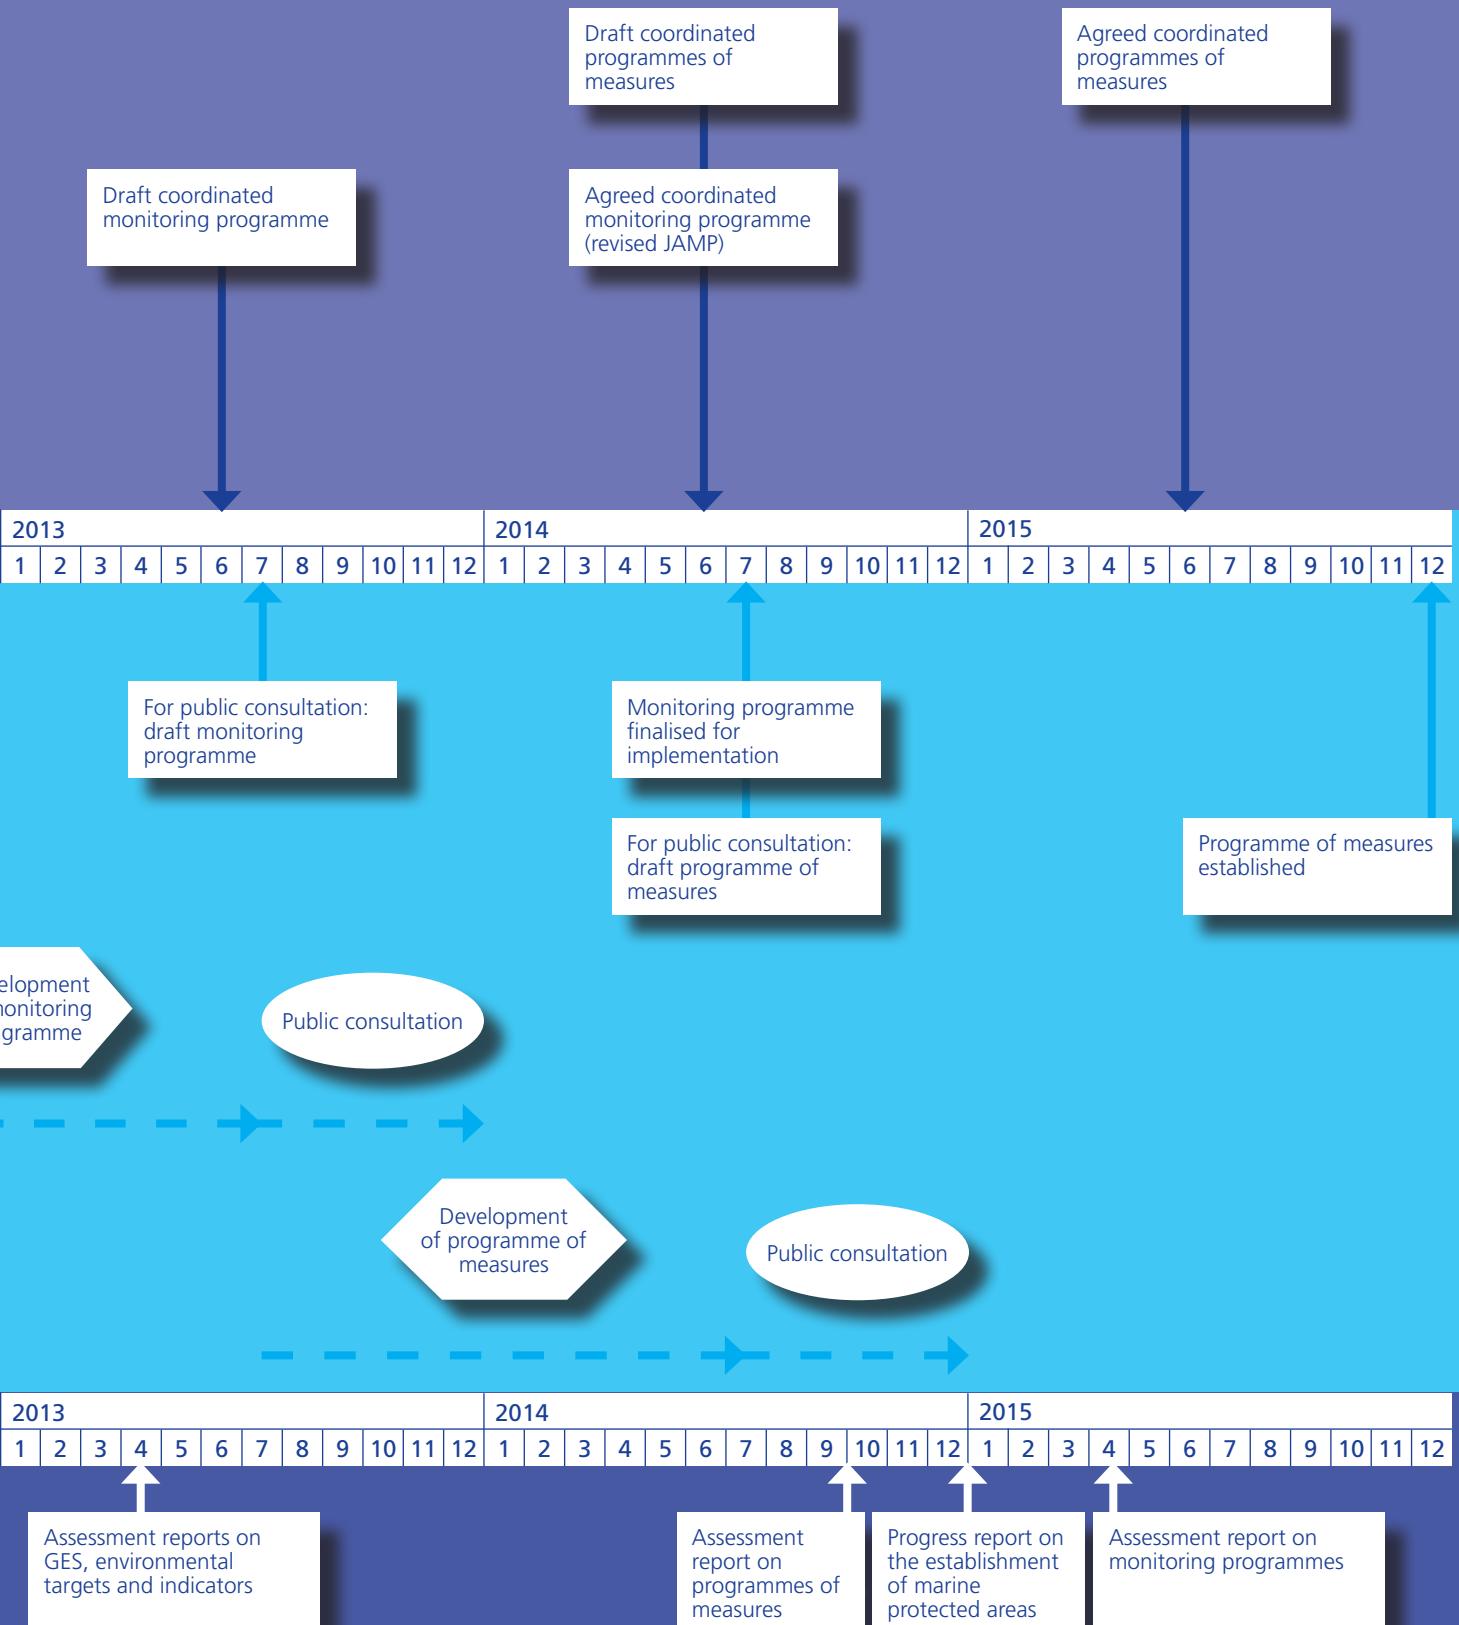 Draft coordinated
programmes of
measures
Agreed coordinated
programmes of
measures
Draft coordinated
monitoring programme
Agreed coordinated
monitoring programme
(revised JAMP)
2013 2014 2015
1 2 3 4 5 6 7 8 9 10 11 12 1 2 3 4 5 6 7 8 9 10 11 12 1 2 3 4 5 6 7 8 9 10 11 12
For public consultation:
draft monitoring
programme
Monitoring programme
finalised for
implementation
For public consultation:
draft programme of
measures
Programme of measures
established
elopment
onitoring
gramme
Public consultation
Development
of programme of
measures
Public consultation
2013 2014 2015
1 2 3 4 5 6 7 8 9 10 11 12 1 2 3 4 5 6 7 8 9 10 11 12 1 2 3 4 5 6 7 8 9 10 11 12
Assessment reports on
GES, environmental
targets and indicators
Assessment
report on
programmes of
measures
Progress report on
the establishment
of marine
protected areas
Assessment report on
monitoring programmes